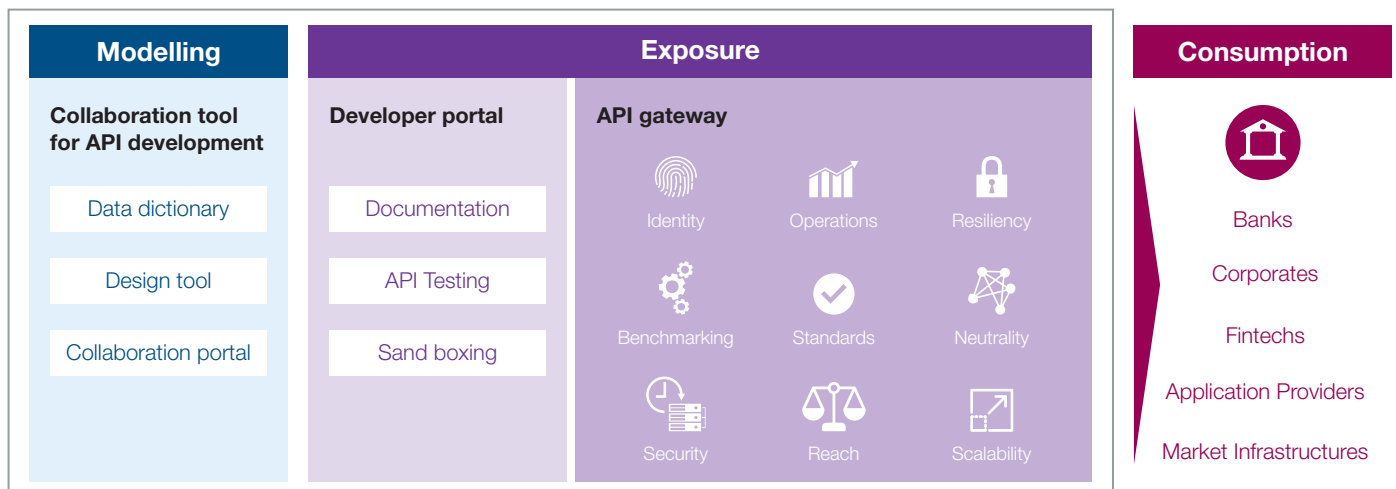 Modelling
Exposure
Consumption
Collaboration tool
for API development
Data dictionary
Design tool
Collaboration portal
Developer portal
Documentation
API Testing
Sand boxing
API gateway
Identity
Operations
Resiliency
Benchmarking
Standards
Neutrality
Security
Reach
Scalability
Banks
Corporates
Fintechs
Application Providers
Market Infrastructures